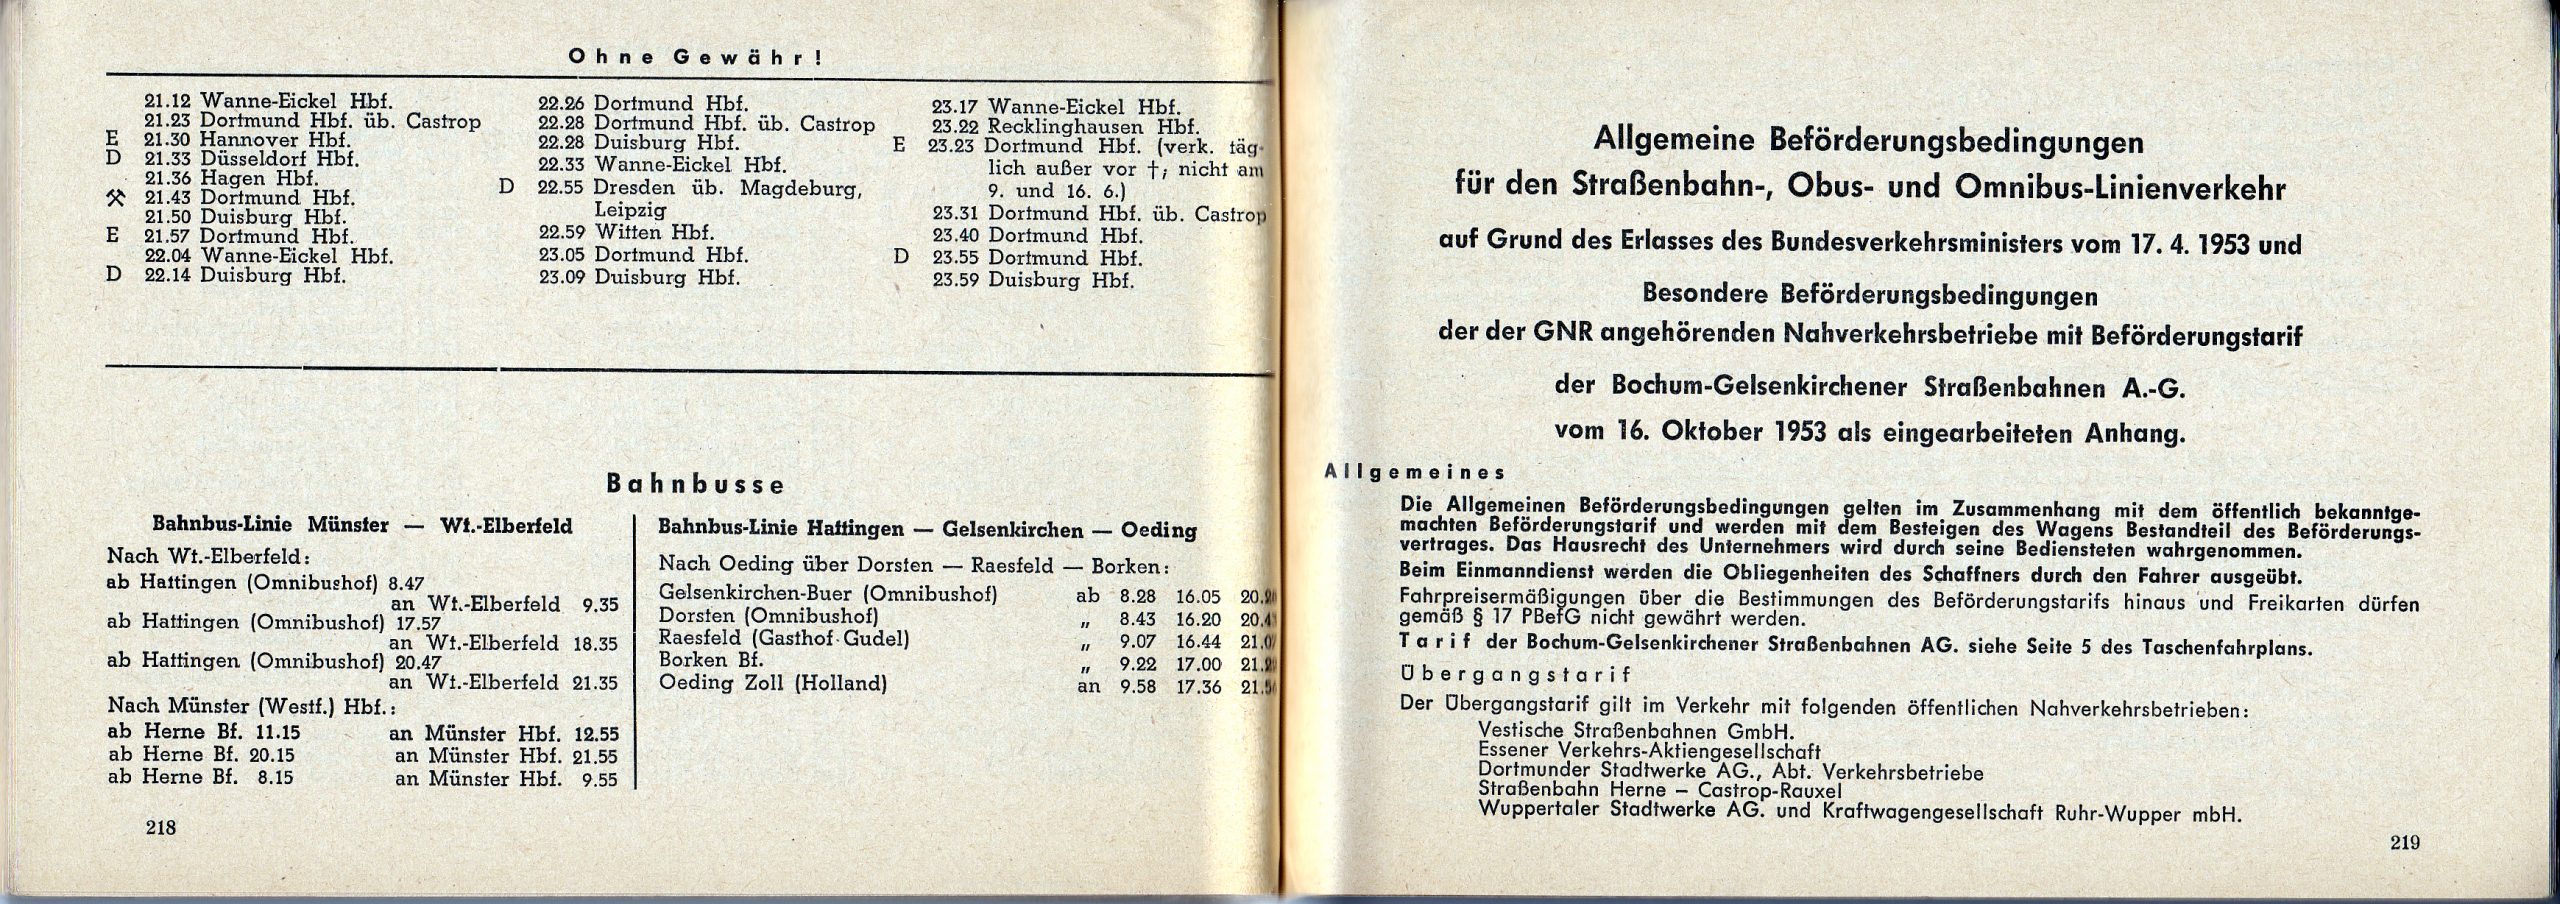 Ohne Gewähr!
21.12 Wanne-Eickel Hbf.
21.23 Dortmund Hbf. üb. Castrop
E 21.30 Hannover Hbf.
D 21.33 Düsseldorf Hbf.
21.36 Hagen Hbf.
⚒ 21.43 Dortmund Hbf.
21.50 Duisburg Hbf.
E 21.57 Dortmund Hbf.
22.04 Wanne-Eickel Hbf.
D 22.14 Duisburg Hbf.
22.26 Dortmund Hbf.
22.28 Dortmund Hbf. üb. Castrop
22.28 Duisburg Hbf.
22.33 Wanne-Eickel Hbf.
D 22.55 Dresden üb. Magdeburg,
Leipzig
22.59 Witten Hbf.
23.05 Dortmund Hbf.
23.09 Duisburg Hbf.
23.17 Wanne-Eickel Hbf.
23.22 Recklinghausen Hbf.
E 23.23 Dortmund Hbf. (verk. täg-
lich außer vor †; nicht am
9. und 16. 6.)
23.31 Dortmund Hbf. üb. Castrop
23.40 Dortmund Hbf.
D 23.55 Dortmund Hbf.
23.59 Duisburg Hbf.
Bahnbusse
Bahnbus-Linie Münster — Wt.-Elberfeld
Nach Wt.-Elberfeld:
ab Hattingen (Omnibushof) 8.47
an Wt.-Elberfeld 9.35
ab Hattingen (Omnibushof) 17.57
an Wt.-Elberfeld 18.35
ab Hattingen (Omnibushof) 20.47
an Wt.-Elberfeld 21.35
Nach Münster (Westf.) Hbf.:
ab Herne Bf. 11.15 an Münster Hbf. 12.55
ab Herne Bf. 20.15 an Münster Hbf. 21.55
ab Herne Bf. 8.15 an Münster Hbf. 9.55
Bahnbus-Linie Hattingen — Gelsenkirchen — Oeding
Nach Oeding über Dorsten — Raesfeld — Borken:
Gelsenkirchen-Buer (Omnibushof) ab 8.28 16.05
Dorsten (Omnibushof) „ 8.43 16.20
Raesfeld (Gasthof Gudel) „ 9.07 16.44
Borken Bf. „ 9.22 17.00
Oeding Zoll (Holland) an 9.58 17.36
218
Allgemeine Beförderungsbedingungen
für den Straßenbahn-, Obus- und Omnibus-Linienverkehr
auf Grund des Erlasses des Bundesverkehrsministers vom 17. 4. 1953 und
Besondere Beförderungsbedingungen
der der GNR angehörenden Nahverkehrsbetriebe mit Beförderungstarif
der Bochum-Gelsenkirchener Straßenbahnen A.-G.
vom 16. Oktober 1953 als eingearbeiteten Anhang.
Allgemeines
Die Allgemeinen Beförderungsbedingungen gelten im Zusammenhang mit dem öffentlich bekanntge-
machten Beförderungstarif und werden mit dem Besteigen des Wagens Bestandteil des Beförderungs-
vertrages. Das Hausrecht des Unternehmers wird durch seine Bediensteten wahrgenommen.
Beim Einmanndienst werden die Obliegenheiten des Schaffners durch den Fahrer ausgeübt.
Fahrpreisermäßigungen über die Bestimmungen des Beförderungstarifs hinaus und Freikarten dürfen
gemäß § 17 PBefG nicht gewährt werden.
Tarif der Bochum-Gelsenkirchener Straßenbahnen AG. siehe Seite 5 des Taschenfahrplans.
Übergangstarif
Der Übergangstarif gilt im Verkehr mit folgenden öffentlichen Nahverkehrsbetrieben:
Vestische Straßenbahnen GmbH.
Essener Verkehrs-Aktiengesellschaft
Dortmunder Stadtwerke AG., Abt. Verkehrsbetriebe
Straßenbahn Herne – Castrop-Rauxel
Wuppertaler Stadtwerke AG. und Kraftwagengesellschaft Ruhr-Wupper mbH.
219